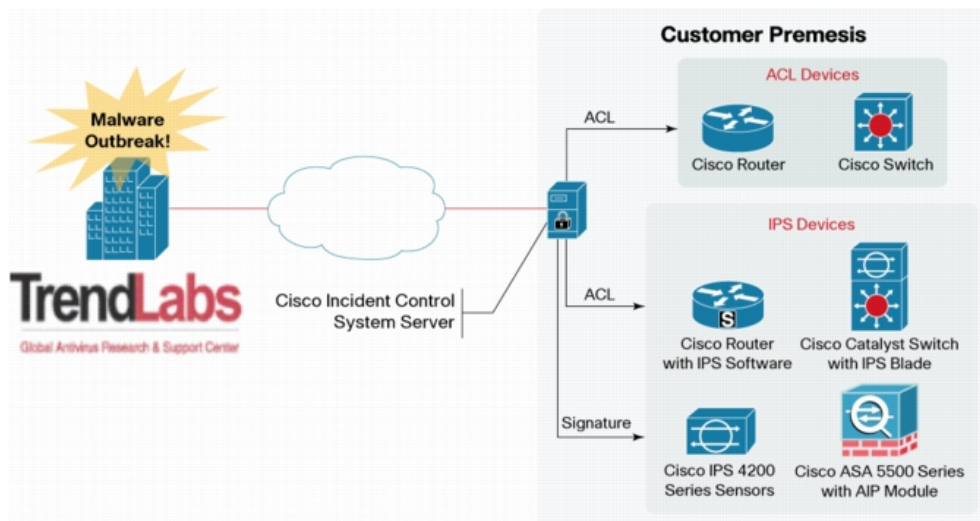 Customer Premesis
Malware
Outbreak!
TrendLabs
Global Antivirus Research & Support Center
Cisco Incident Control
System Server
ACL
ACL Devices
Cisco Router
Cisco Switch
IPS Devices
ACL
S
Cisco Router
with IPS Software
Cisco Catalyst Switch
with IPS Blade
Signature
Cisco IPS 4200
Series Sensors
Cisco ASA 5500 Series
with AIP Module